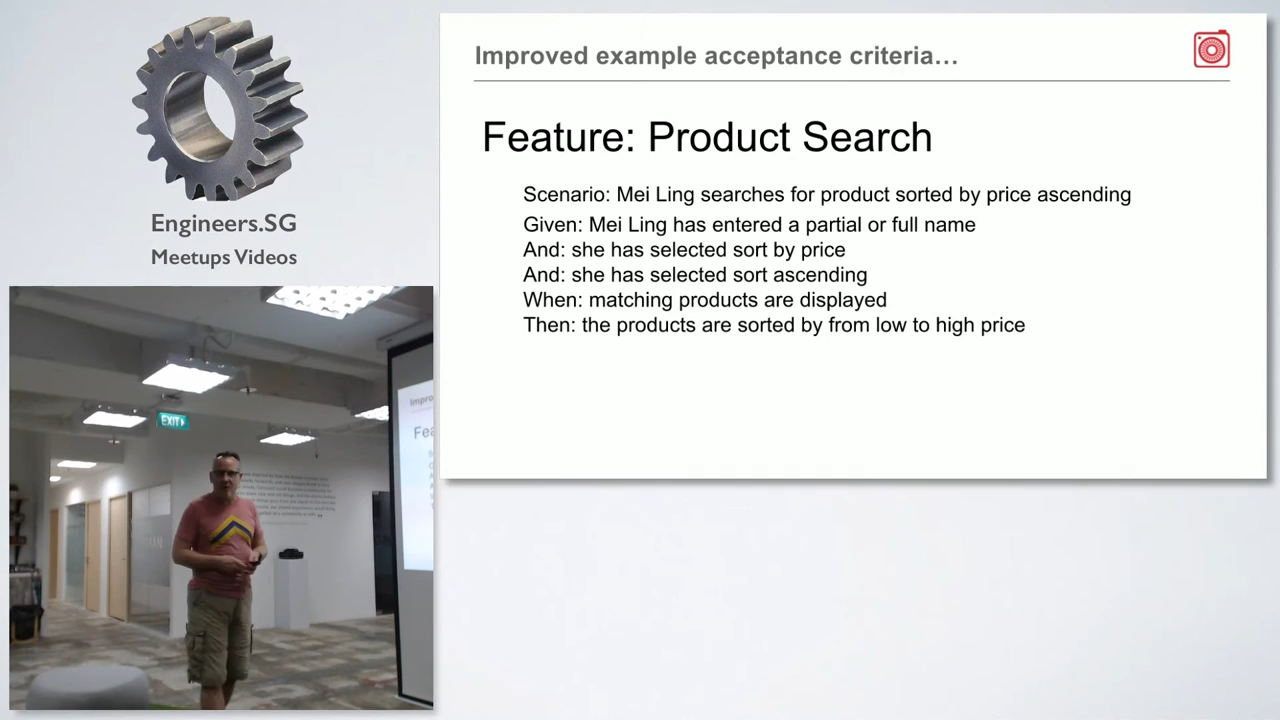 Engineers.SG
Meetups Videos
Improved example acceptance criteria…
Feature: Product Search
Scenario: Mei Ling searches for product sorted by price ascending
Given: Mei Ling has entered a partial or full name
And: she has selected sort by price
And: she has selected sort ascending
When: matching products are displayed
Then: the products are sorted by from low to high price
EXIT
Impro
Fea